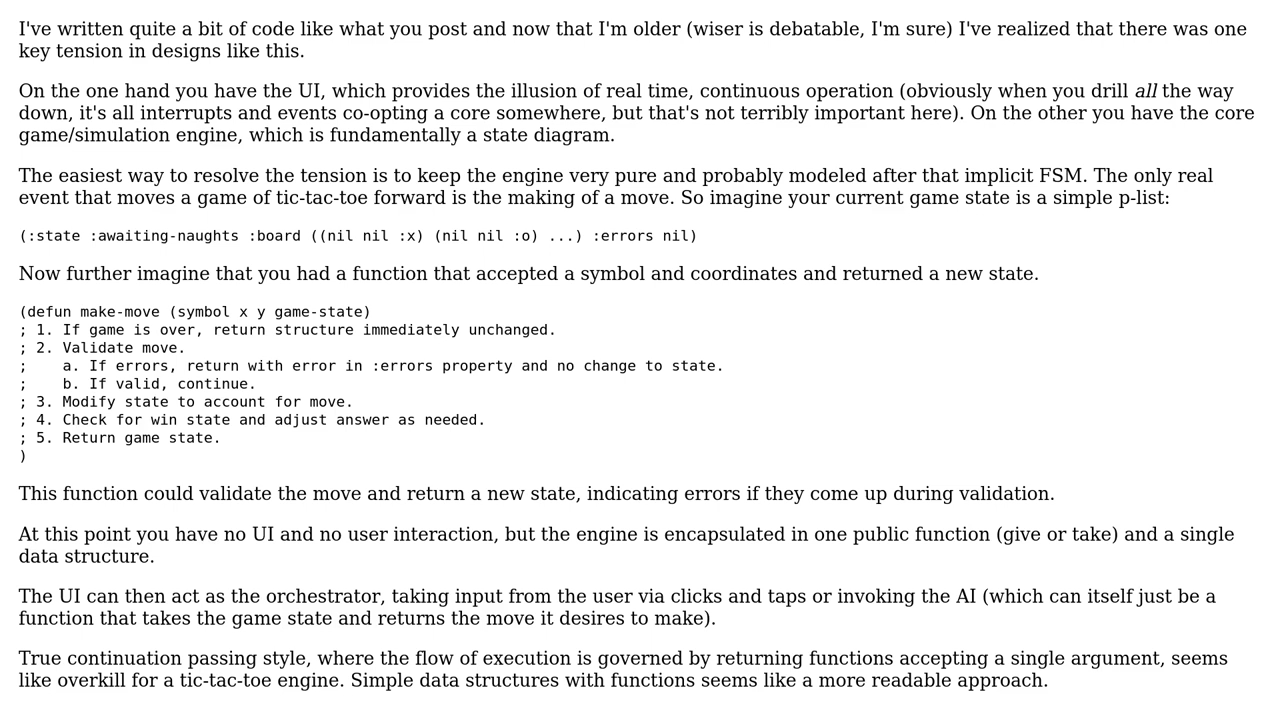 I've written quite a bit of code like what you post and now that I'm older (wiser is debatable, I'm sure) I've realized that there was one
key tension in designs like this.
On the one hand you have the UI, which provides the illusion of real time, continuous operation (obviously when you drill all the way
down, it's all interrupts and events co-opting a core somewhere, but that's not terribly important here). On the other you have the core
game/simulation engine, which is fundamentally a state diagram.
The easiest way to resolve the tension is to keep the engine very pure and probably modeled after that implicit FSM. The only real
event that moves a game of tic-tac-toe forward is the making of a move. So imagine your current game state is a simple p-list:
(:state :awaiting-naughts :board ((nil nil :x) (nil nil :o) ...) :errors nil)
Now further imagine that you had a function that accepted a symbol and coordinates and returned a new state.
(defun make-move (symbol x y game-state)
; 1. If game is over, return structure immediately unchanged.
; 2. Validate move.
;    a. If errors, return with error in :errors property and no change to state.
;    b. If valid, continue.
; 3. Modify state to account for move.
; 4. Check for win state and adjust answer as needed.
; 5. Return game state.
)
This function could validate the move and return a new state, indicating errors if they come up during validation.
At this point you have no UI and no user interaction, but the engine is encapsulated in one public function (give or take) and a single
data structure.
The UI can then act as the orchestrator, taking input from the user via clicks and taps or invoking the AI (which can itself just be a
function that takes the game state and returns the move it desires to make).
True continuation passing style, where the flow of execution is governed by returning functions accepting a single argument, seems
like overkill for a tic-tac-toe engine. Simple data structures with functions seems like a more readable approach.